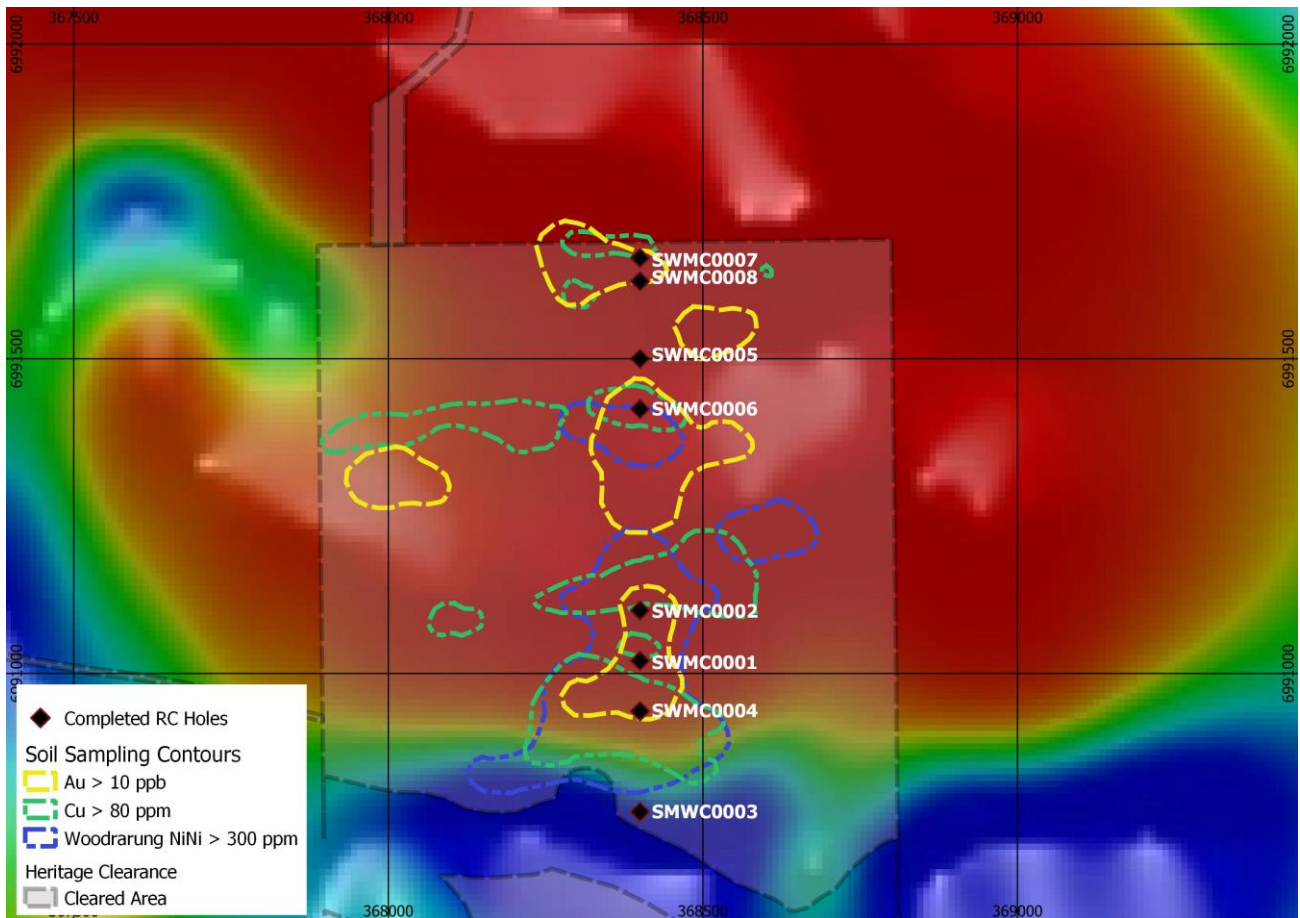 367500
368000
368500
369000
6992000
6992000
SWMC0007
SWMC0008
SWMC0005
6991500
6991500
SWMC0006
SWMC0002
SWMC0001
6991000
6991000
SWMC0004
SMWC0003
Completed RC Holes
Soil Sampling Contours
Au > 10 ppb
Cu > 80 ppm
Woodrarung NiNi > 300 ppm
Heritage Clearance
Cleared Area
368000
368500
369000